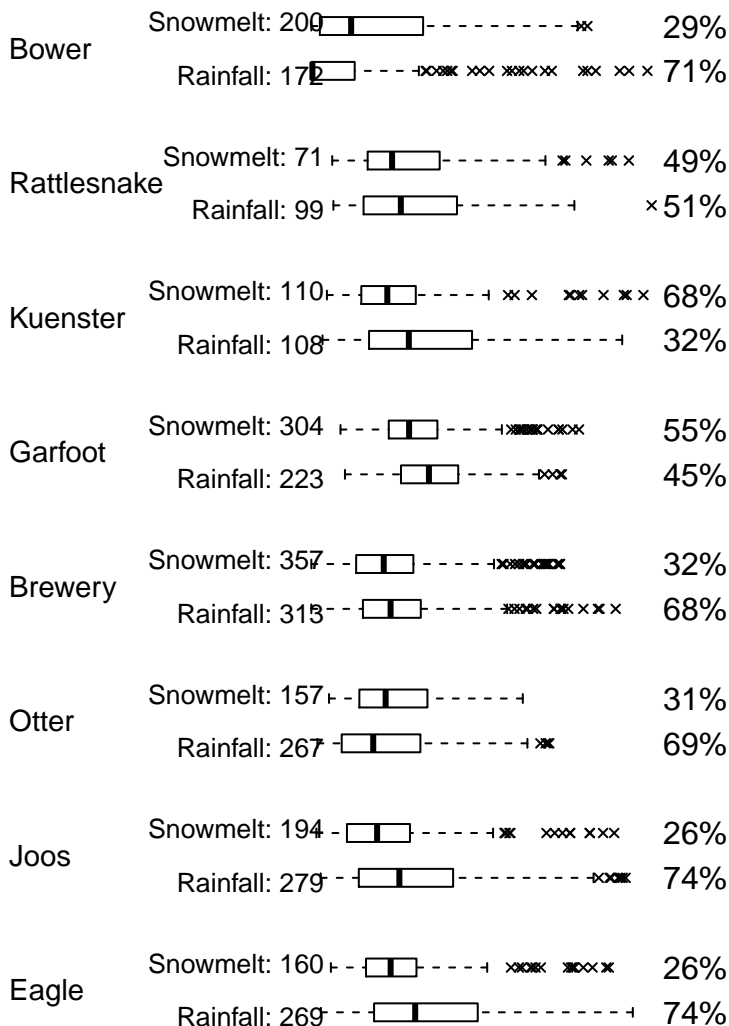 Bower
Snowmelt: 200 29%
Rainfall: 172 71%
Rattlesnake
Snowmelt: 71 49%
Rainfall: 99 51%
Kuenster
Snowmelt: 110 68%
Rainfall: 108 32%
Garfoot
Snowmelt: 304 55%
Rainfall: 223 45%
Brewery
Snowmelt: 357 32%
Rainfall: 313 68%
Otter
Snowmelt: 157 31%
Rainfall: 267 69%
Joos
Snowmelt: 194 26%
Rainfall: 279 74%
Eagle
Snowmelt: 160 26%
Rainfall: 269 74%